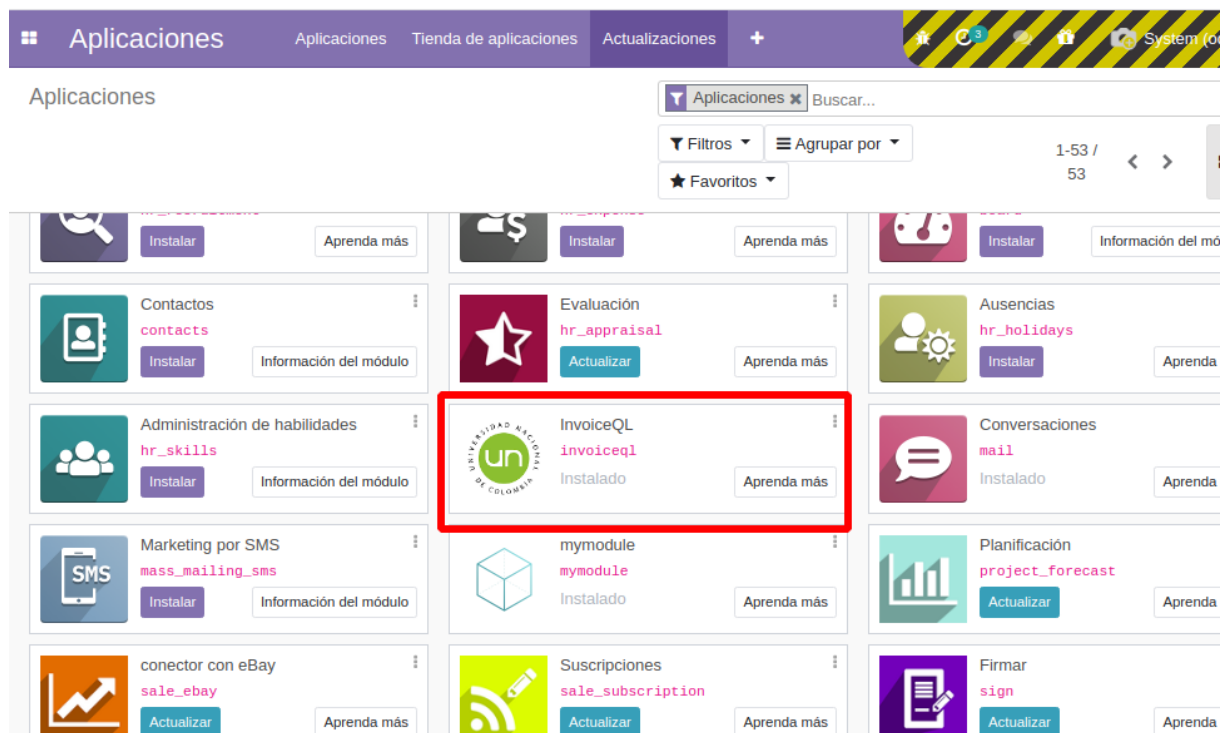 Aplicaciones
Aplicaciones Tienda de aplicaciones Actualizaciones +
3
System (od
Aplicaciones
Aplicaciones Buscar...
Filtros Agrupar por
Favoritos
1-53 /
53
Instalar Aprenda más
Instalar Aprenda más
Instalar Información del mó
Contactos
contacts
Instalar Información del módulo
Evaluación
hr_appraisal
Actualizar Aprenda más
Ausencias
hr_holidays
Instalar Aprenda
Administración de habilidades
hr_skills
Instalar Información del módulo
UNIVERSIDAD NACIONAL DE COLOMBIA
un
InvoiceQL
invoiceql
Instalado Aprenda más
Conversaciones
mail
Instalado Aprenda
SMS
Marketing por SMS
mass_mailing_sms
Instalar Información del módulo
mymodule
mymodule
Instalado Aprenda más
Planificación
project_forecast
Actualizar Aprenda
conector con eBay
sale_ebay
Actualizar Aprenda más
Suscripciones
sale_subscription
Actualizar Aprenda más
Firmar
sign
Actualizar Aprenda